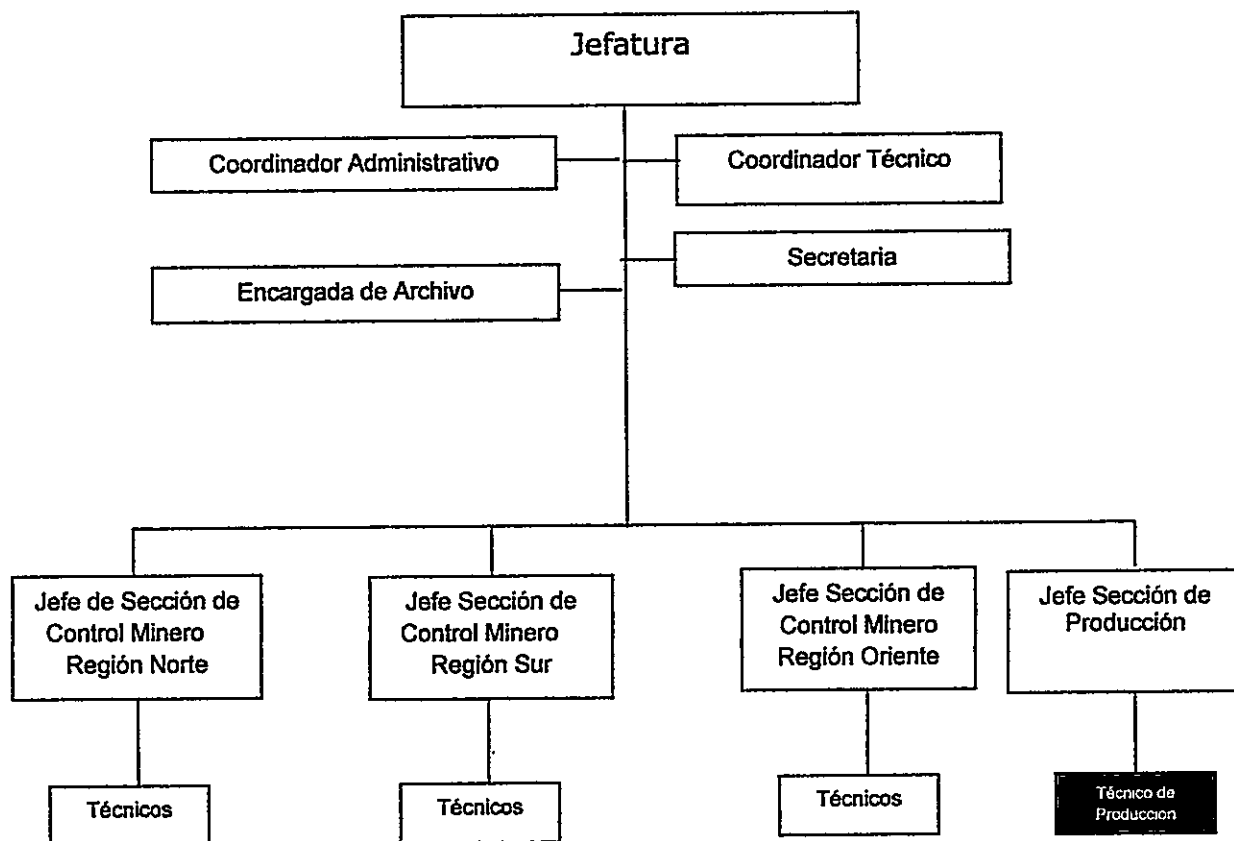 Jefatura
Coordinador Administrativo
Coordinador Técnico
Secretaria
Encargada de Archivo
Jefe de Sección de
Control Minero
Región Norte
Jefe Sección de
Control Minero
Región Sur
Jefe Sección de
Control Minero
Región Oriente
Jefe Sección de
Producción
Técnicos
Técnicos
Técnicos
Técnico de
Produccion